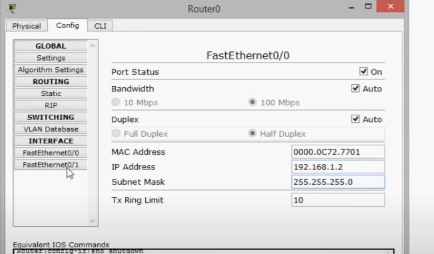 Router0
Physical Config CLI
GLOBAL
Settings
Algorithm Settings
ROUTING
Static
RIP
SWITCHING
VLAN Database
INTERFACE
FastEthernet0/0
FastEthernet0/1
FastEthernet0/0
Port Status On
Bandwidth Auto
10 Mbps 100 Mbps
Duplex Auto
Full Duplex Half Duplex
MAC Address 0000.0C72.7701
IP Address 192.168.1.2
Subnet Mask 255.255.255.0
Tx Ring Limit 10
Equivalent IOS Commands
Router(config-if)#no shutdown